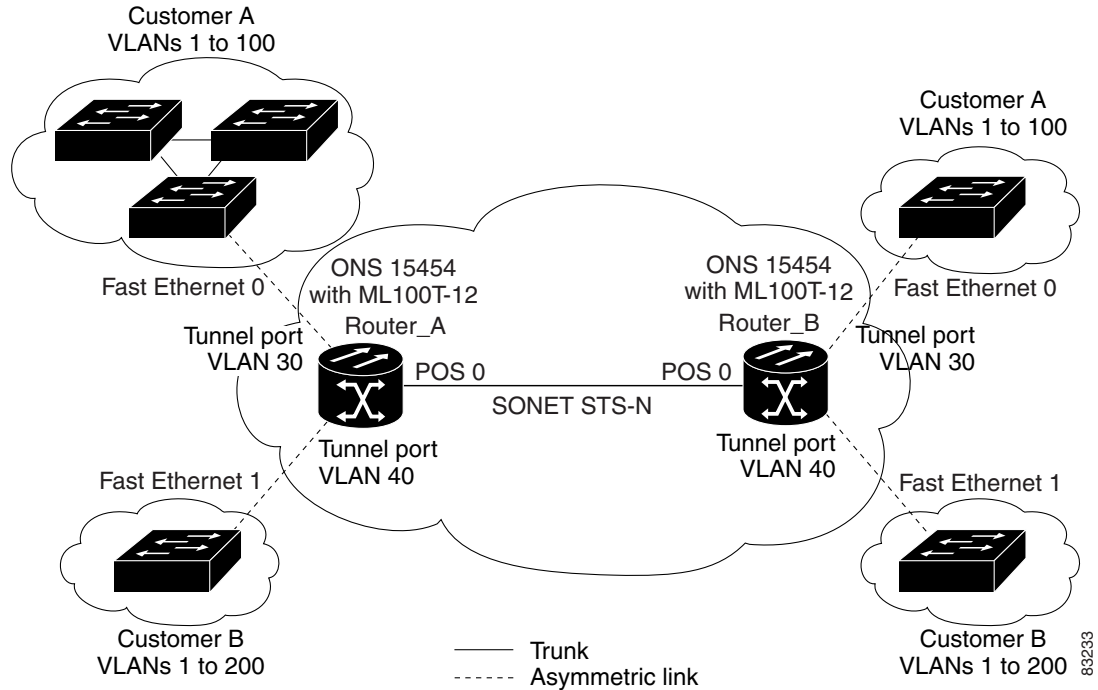 Customer A
VLANs 1 to 100
Customer A
VLANs 1 to 100
Fast Ethernet 0
ONS 15454
with ML100T-12
Router_A
ONS 15454
with ML100T-12
Router_B
Fast Ethernet 0
Tunnel port
VLAN 30
Tunnel port
VLAN 30
POS 0
POS 0
SONET STS-N
Tunnel port
VLAN 40
Tunnel port
VLAN 40
Fast Ethernet 1
Fast Ethernet 1
Customer B
VLANs 1 to 200
Customer B
VLANs 1 to 200
Trunk
Asymmetric link
83233